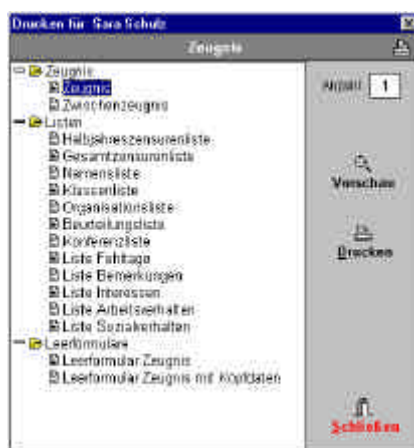 Drucken für Sara Schulz
Zeugnis
Zeugnis
Zeugnis
Zwischenzeugnis
Listen
Halbjahreszensurenliste
Gesamtzensurenliste
Namensliste
Klassenliste
Organisationsliste
Beurteilungsliste
Konferenzliste
Liste Fehltage
Liste Bemerkungen
Liste Interessen
Liste Arbeitsverhalten
Liste Sozialverhalten
Leerformulare
Leerformular Zeugnis
Leerformular Zeugnis mit Kopfdaten
Anzahl 1
Vorschau
Drucken
Schließen